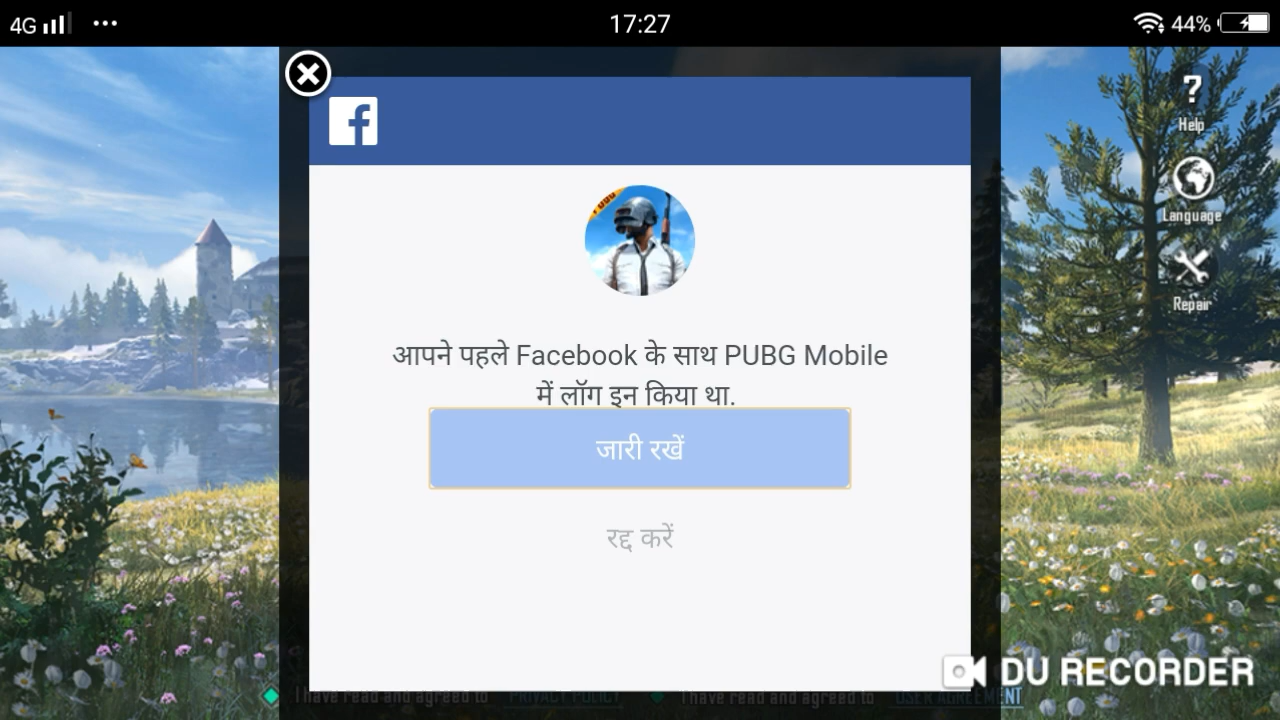 4G ••• 17:27 44%
Help
Language
Repair
आपने पहले Facebook के साथ PUBG Mobile
में लॉग इन किया था.
जारी रखें
रद्द करें
DU RECORDER
I have read and agreed to PRIVACY POLICY I have read and agreed to USER AGREEMENT